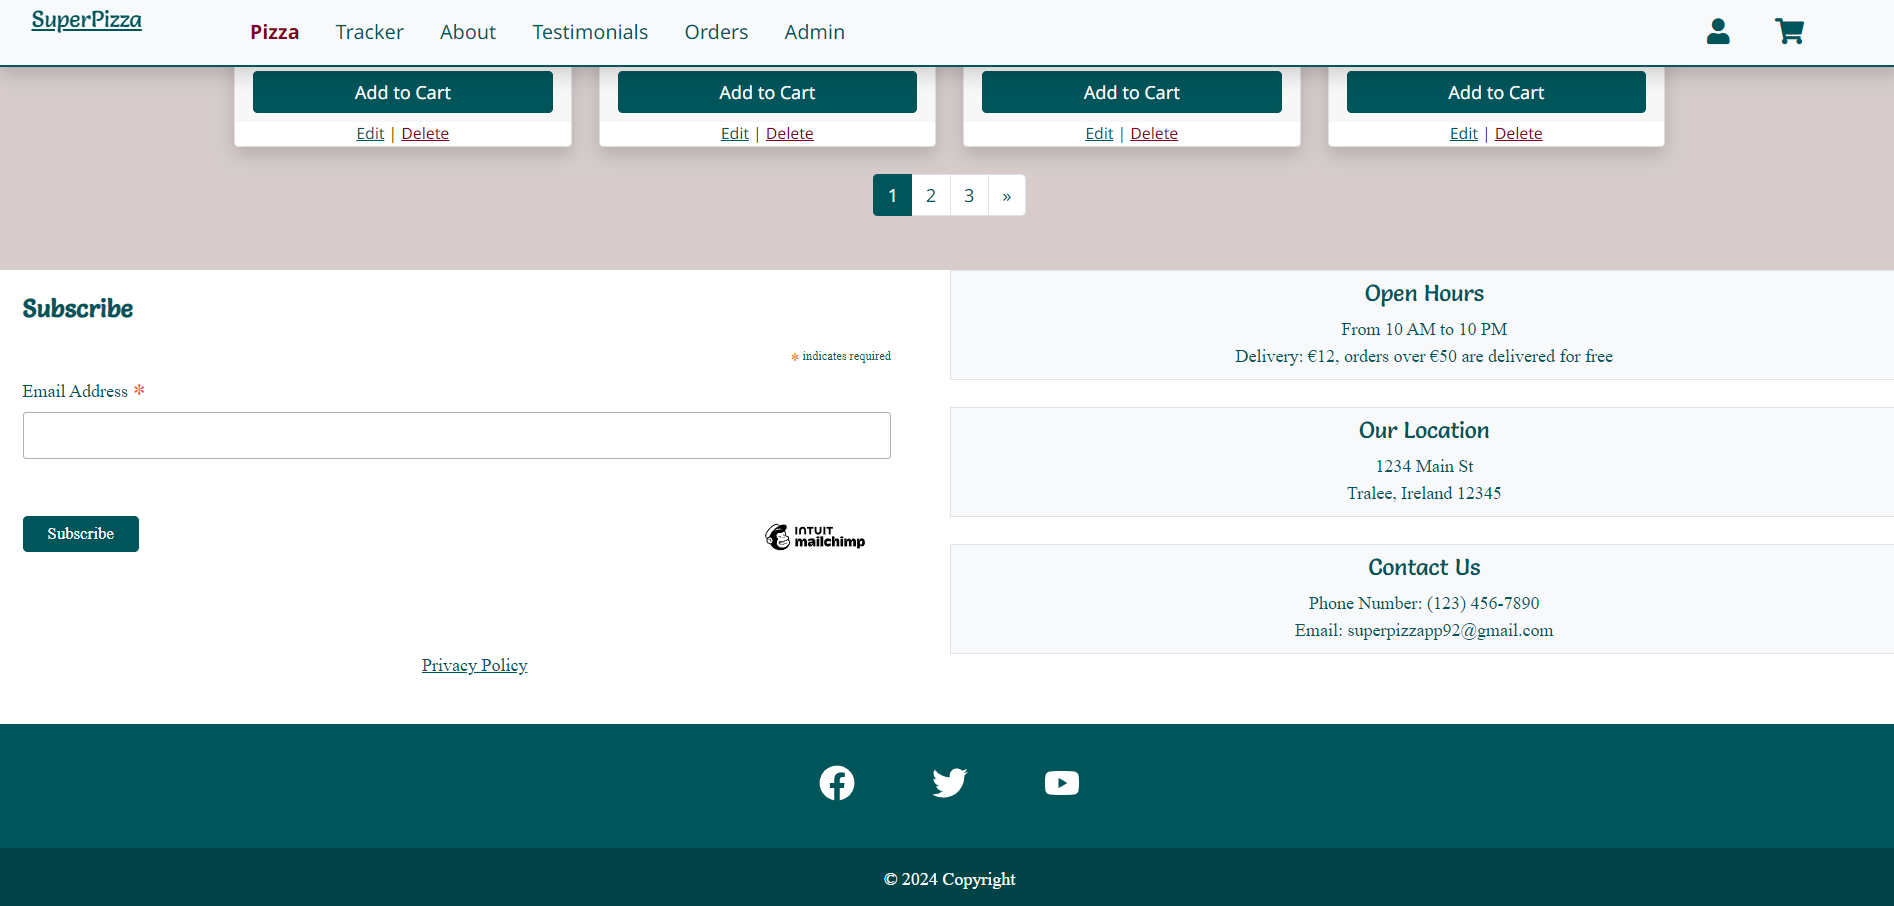 SuperPizza
Pizza Tracker About Testimonials Orders Admin
Add to Cart Add to Cart Add to Cart Add to Cart
Edit | Delete Edit | Delete Edit | Delete Edit | Delete
1 2 3 »
Subscribe
* indicates required
Email Address *
Subscribe
INTUIT
mailchimp
Privacy Policy
Open Hours
From 10 AM to 10 PM
Delivery: €12, orders over €50 are delivered for free
Our Location
1234 Main St
Tralee, Ireland 12345
Contact Us
Phone Number: (123) 456-7890
Email: superpizzapp92@gmail.com
© 2024 Copyright